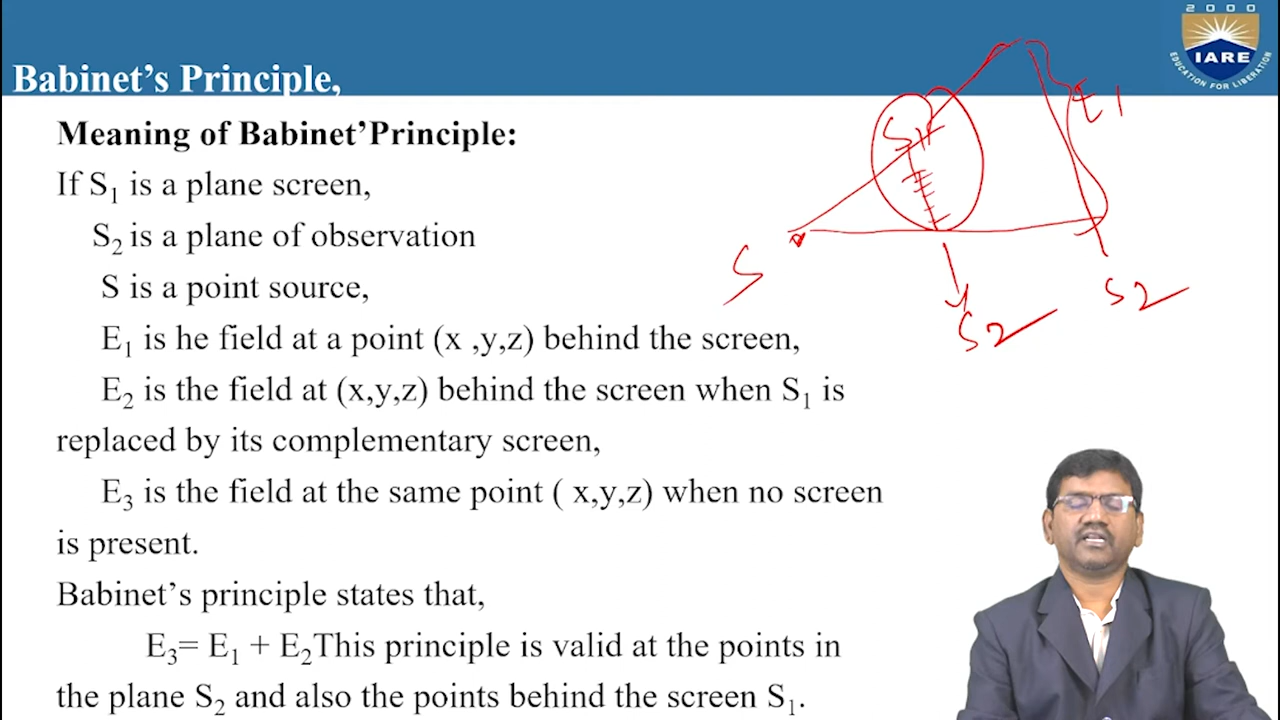 2000
IARE
EDUCATION FOR LIBERATION
Babinet's Principle,
Meaning of Babinet'Principle:
If S₁ is a plane screen,
S₂ is a plane of observation
S is a point source,
E₁ is he field at a point (x ,y,z) behind the screen,
E₂ is the field at (x,y,z) behind the screen when S₁ is
replaced by its complementary screen,
E₃ is the field at the same point ( x,y,z) when no screen
is present.
Babinet's principle states that,
E₃= E₁ + E₂This principle is valid at the points in
the plane S₂ and also the points behind the screen S₁.
S
S₁
E₁
S2
S2